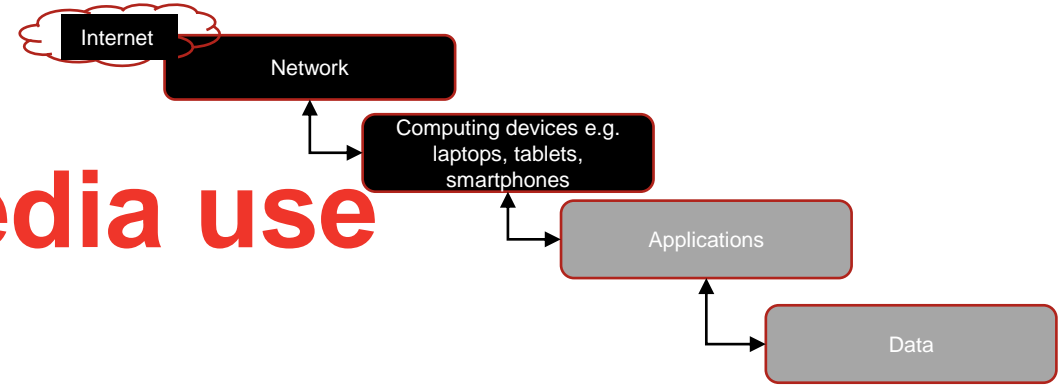 Internet
Network
Computing devices e.g.
laptops, tablets,
smartphones
edia use
Applications
Data